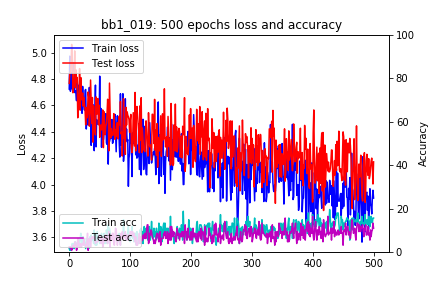 bb1_019: 500 epochs loss and accuracy
Train loss
Test loss
Train acc
Test acc
Loss
5.0
4.8
4.6
4.4
4.2
4.0
3.8
3.6
Accuracy
100
80
60
40
20
0
0 100 200 300 400 500